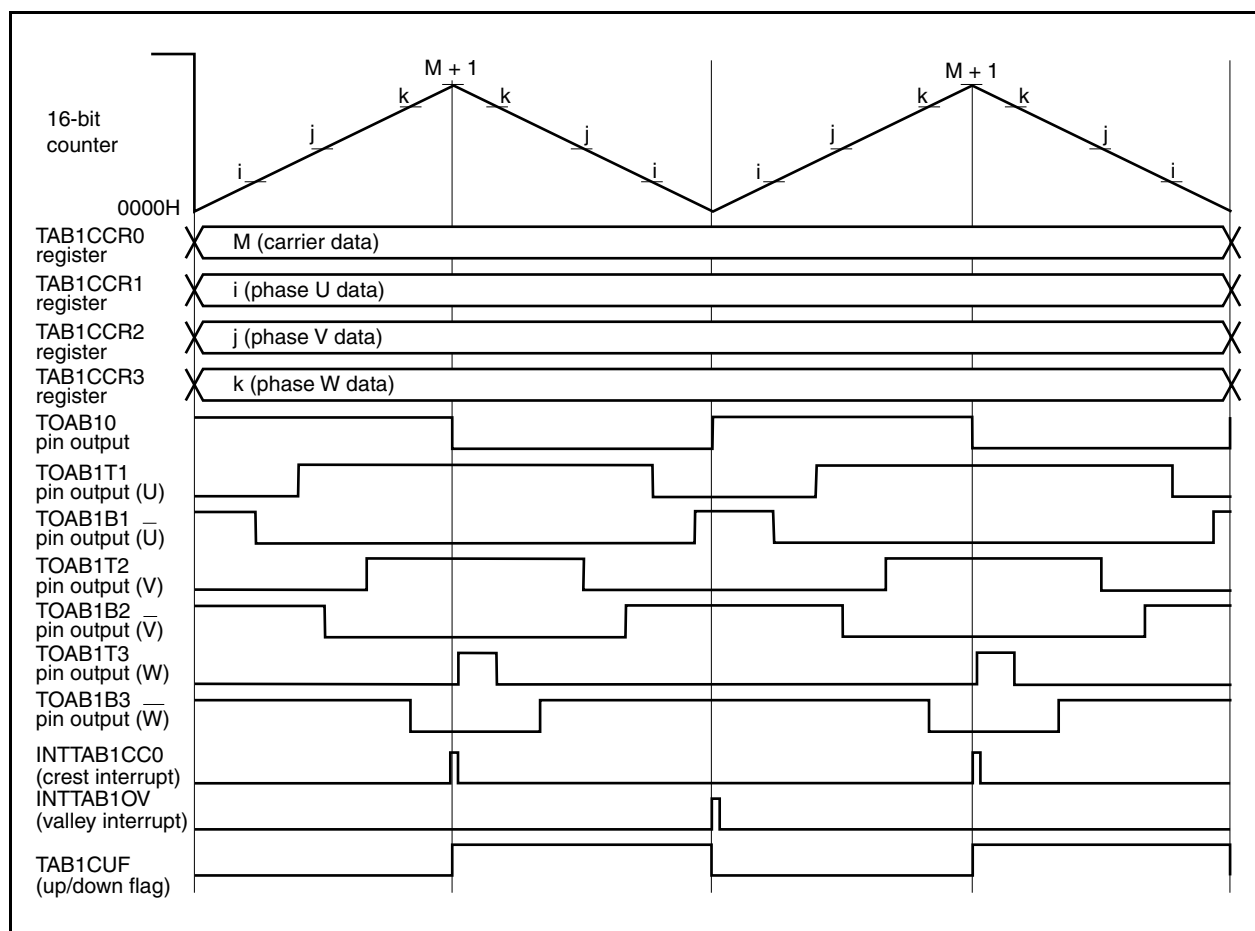 M + 1
M + 1
k
k
k
k
16-bit
counter
j
j
j
j
i
i
i
i
0000H
TAB1CCR0
register
M (carrier data)
TAB1CCR1
register
i (phase U data)
TAB1CCR2
register
j (phase V data)
TAB1CCR3
register
k (phase W data)
TOAB10
pin output
TOAB1T1
pin output (U)
TOAB1B1
pin output (U̅)
TOAB1T2
pin output (V)
TOAB1B2
pin output (V̅)
TOAB1T3
pin output (W)
TOAB1B3
pin output (W̅)
INTTAB1CC0
(crest interrupt)
INTTAB1OV
(valley interrupt)
TAB1CUF
(up/down flag)